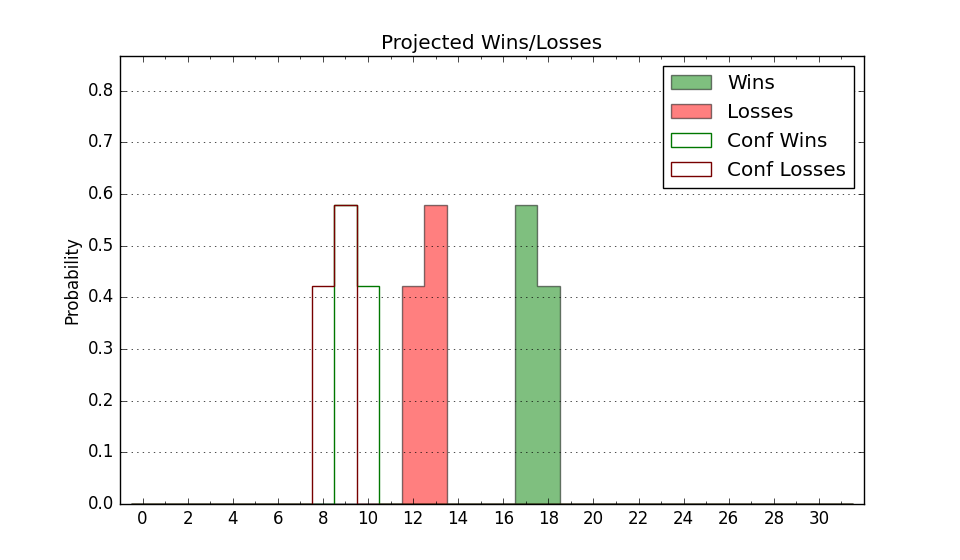 Projected Wins/Losses
Wins
Losses
Conf Wins
Conf Losses
Probability
0.8
0.7
0.6
0.5
0.4
0.3
0.2
0.1
0.0
0 2 4 6 8 10 12 14 16 18 20 22 24 26 28 30